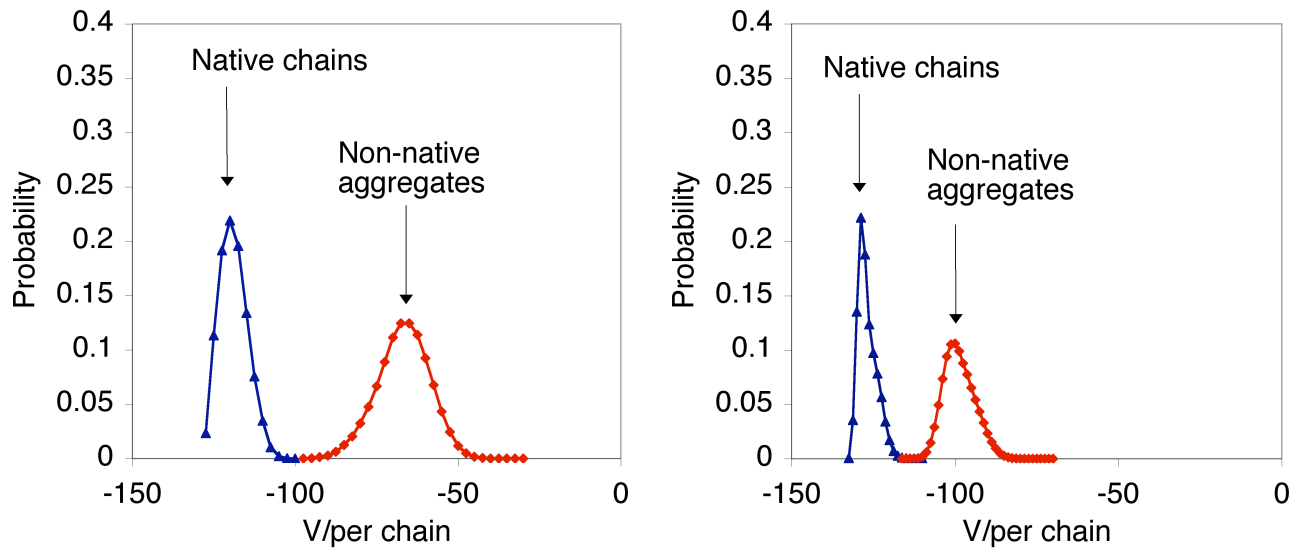 0.4
0.35
0.3
0.25
0.2
0.15
0.1
0.05
0
Probability
Native chains
Non-native
aggregates
-150
-100
-50
0
V/per chain
0.4
0.35
0.3
0.25
0.2
0.15
0.1
0.05
0
Probability
Native chains
Non-native
aggregates
-150
-100
-50
0
V/per chain